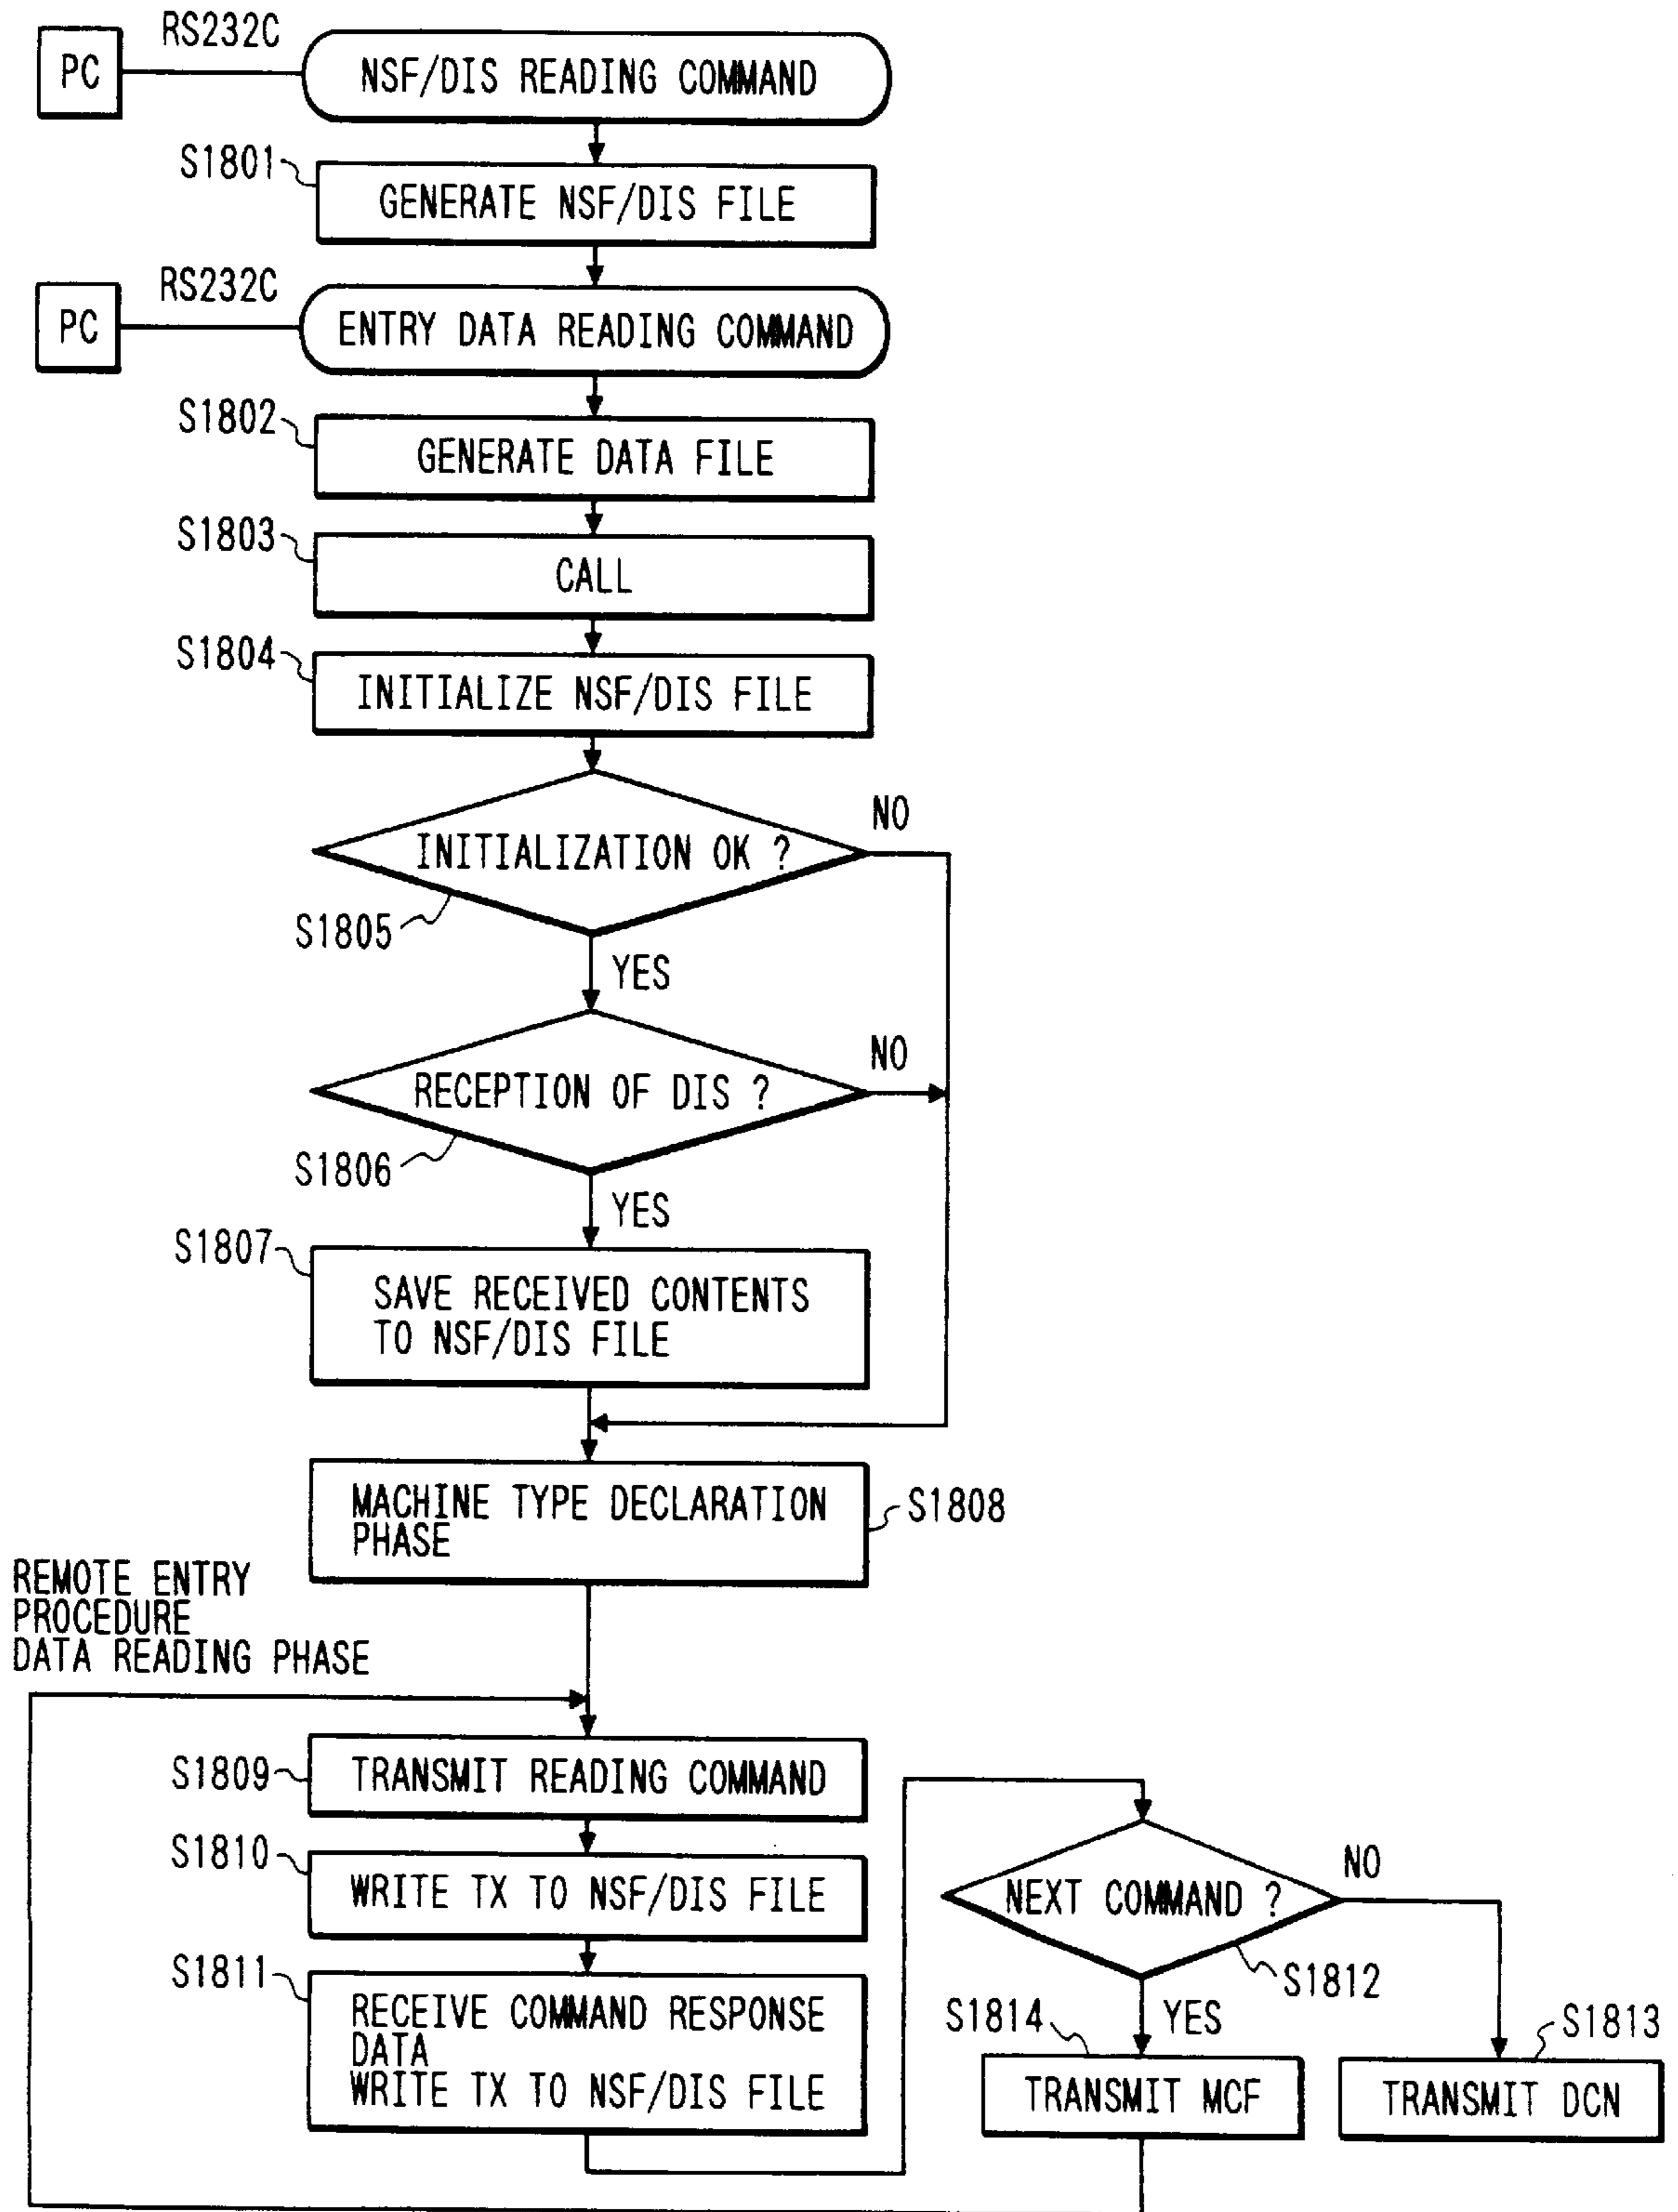 RS232C
PC
NSF/DIS READING COMMAND
S1801
GENERATE NSF/DIS FILE
RS232C
PC
ENTRY DATA READING COMMAND
S1802
GENERATE DATA FILE
S1803
CALL
S1804
INITIALIZE NSF/DIS FILE
NO
INITIALIZATION OK ?
S1805
YES
NO
RECEPTION OF DIS ?
S1806
YES
S1807
SAVE RECEIVED CONTENTS
TO NSF/DIS FILE
MACHINE TYPE DECLARATION
PHASE
S1808
REMOTE ENTRY
PROCEDURE
DATA READING PHASE
S1809
TRANSMIT READING COMMAND
S1810
WRITE TX TO NSF/DIS FILE
S1811
RECEIVE COMMAND RESPONSE
DATA
WRITE TX TO NSF/DIS FILE
NEXT COMMAND ?
NO
S1812
YES
S1814
TRANSMIT MCF
S1813
TRANSMIT DCN